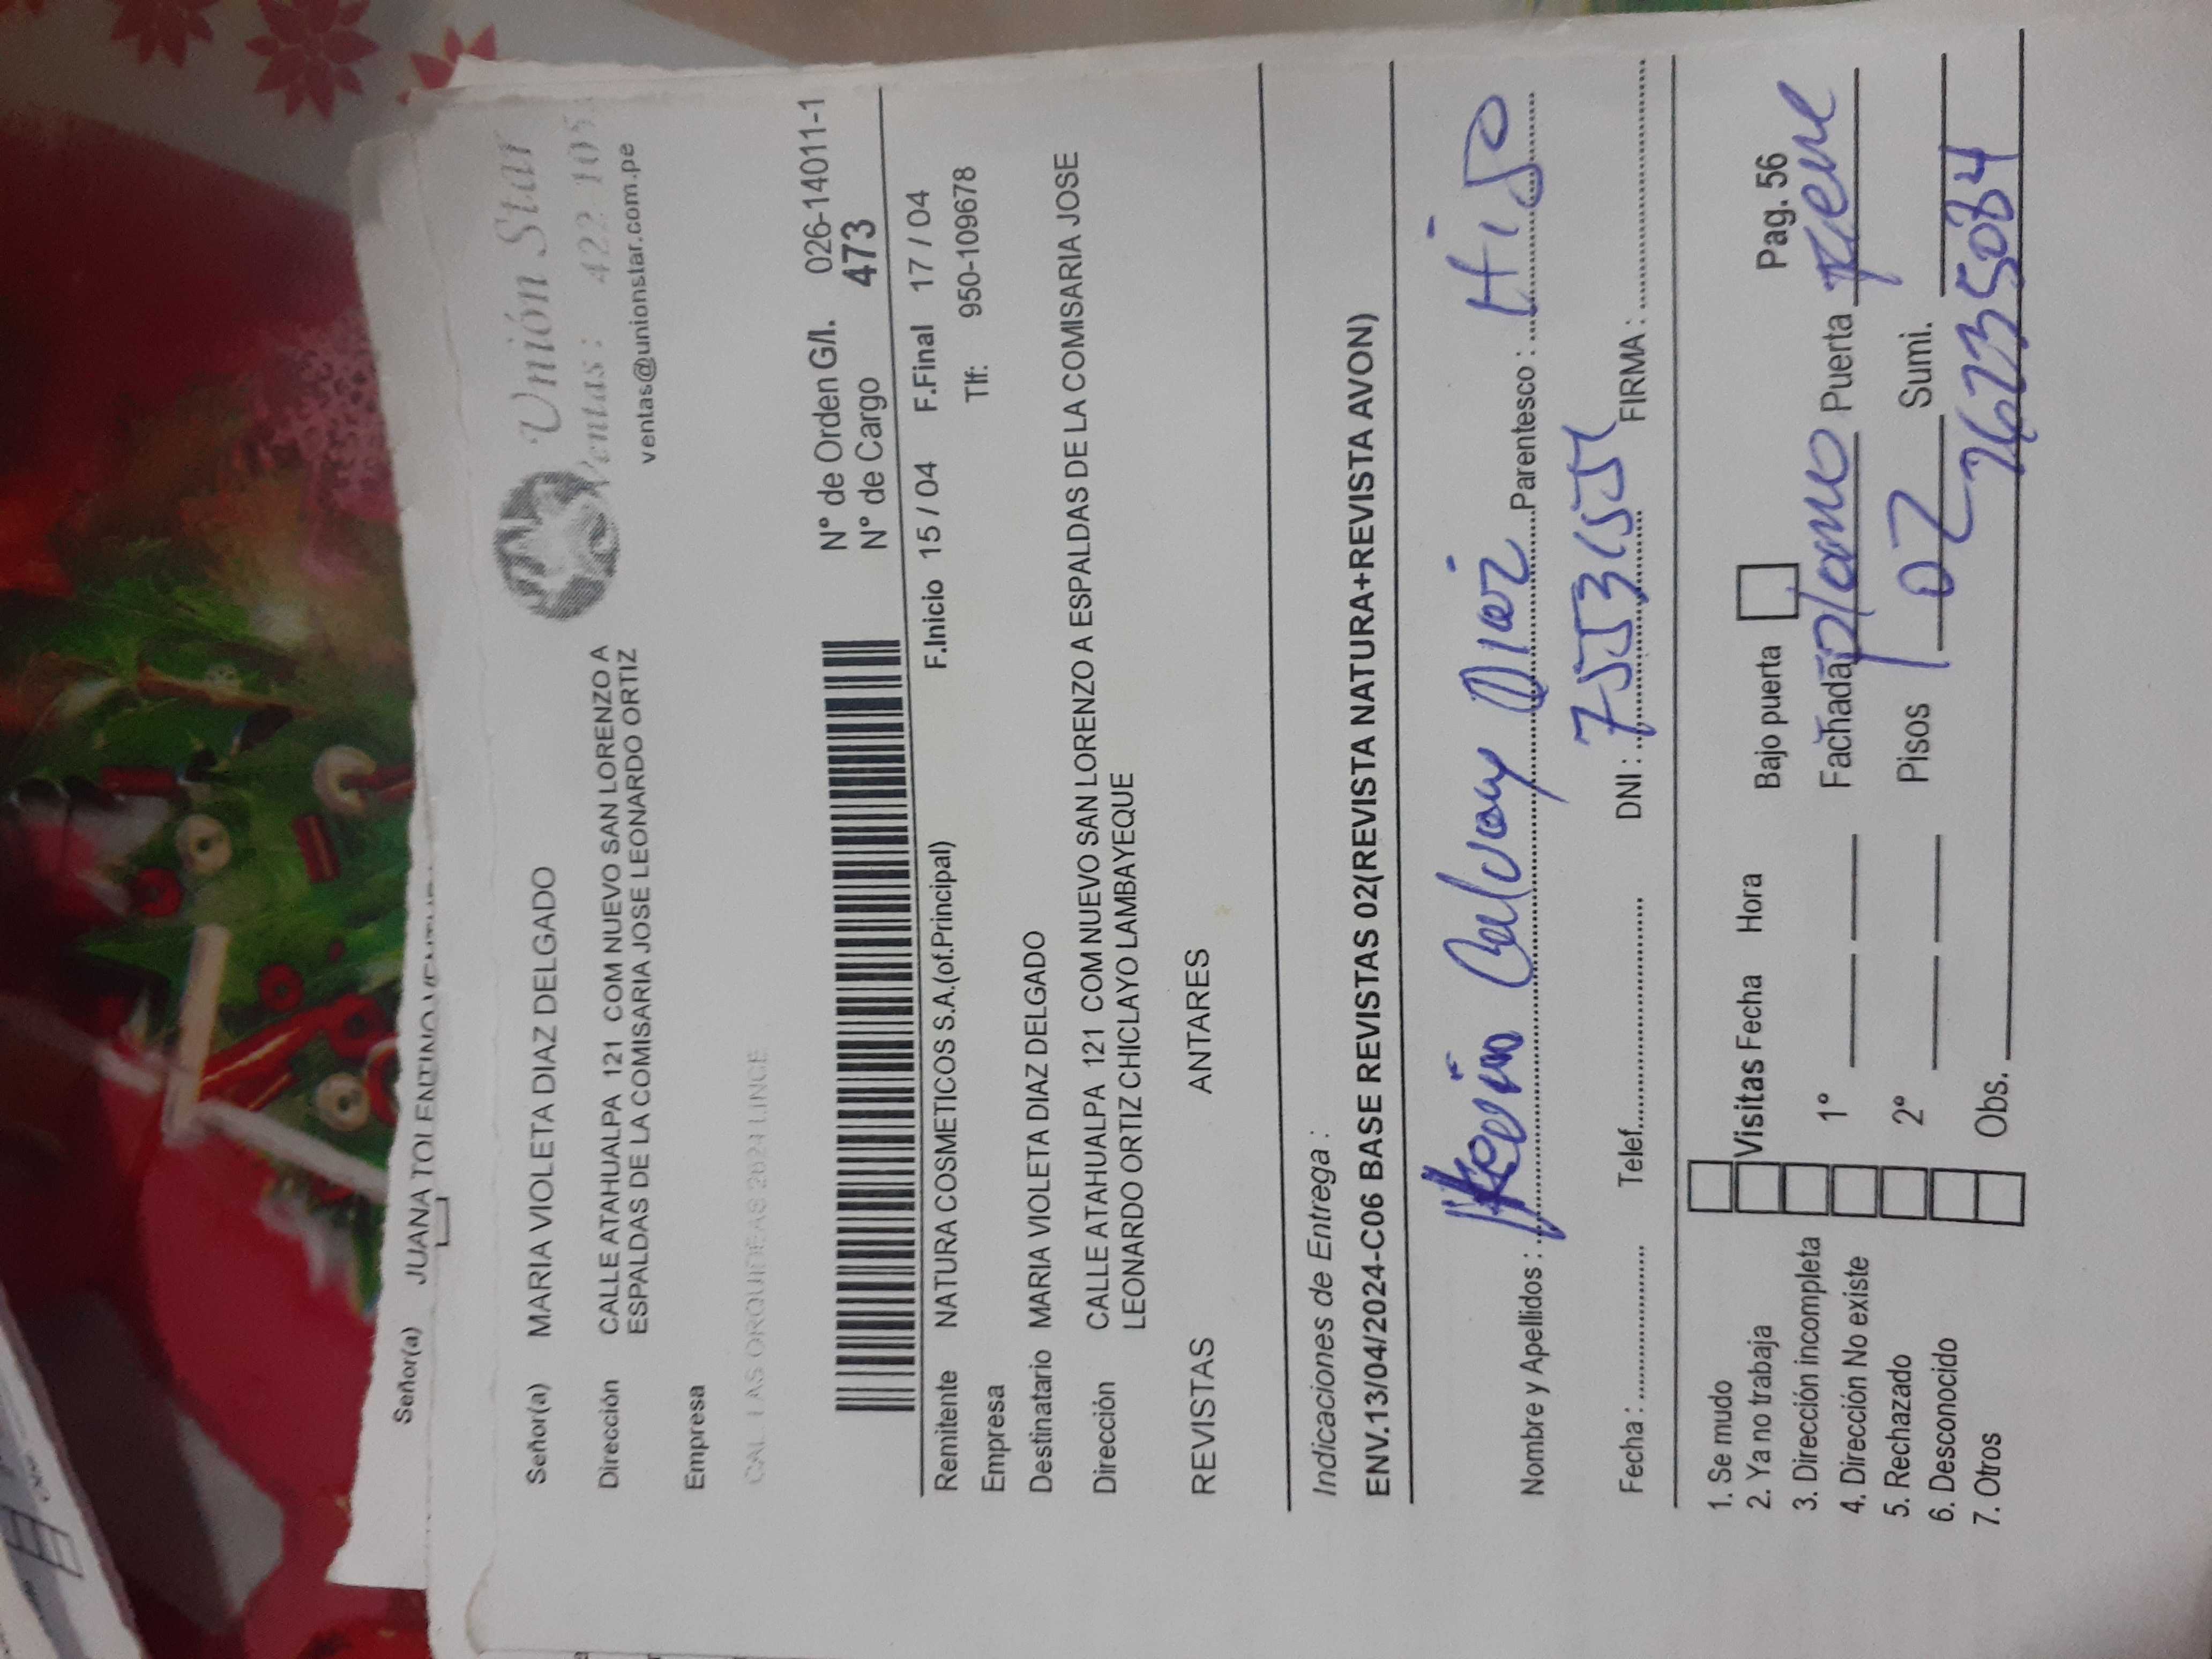 Señor(a) JUANA TOLENTINO
Señor(a) MARIA VIOLETA DIAZ DELGADO
Unión Star
Ventas : 422 105
ventas@unionstar.com.pe
Dirección CALLE ATAHUALPA 121 COM NUEVO SAN LORENZO A
ESPALDAS DE LA COMISARIA JOSE LEONARDO ORTIZ
Empresa
CAL. LAS ORQUIDEAS 2624 LINCE
N° de Orden G/I. 026-14011-1
N° de Cargo 473
Remitente NATURA COSMETICOS S.A.(of.Principal) F.Inicio 15 / 04 F.Final 17 / 04
Empresa Tlf: 950-109678
Destinatario MARIA VIOLETA DIAZ DELGADO
Dirección CALLE ATAHUALPA 121 COM NUEVO SAN LORENZO A ESPALDAS DE LA COMISARIA JOSE
LEONARDO ORTIZ CHICLAYO LAMBAYEQUE
REVISTAS ANTARES
Indicaciones de Entrega :
ENV.13/04/2024-C06 BASE REVISTAS 02(REVISTA NATURA+REVISTA AVON)
Nombre y Apellidos : Kevin Diaz Parentesco : Hijo
Fecha : Telef. DNI : FIRMA :
1. Se mudo Visitas Fecha Hora Bajo puerta Pag. 56
2. Ya no trabaja
3. Dirección incompleta 1° Fachada Puerta
4. Dirección No existe
5. Rechazado 2° Pisos 02 Sumi.
6. Desconocido
7. Otros Obs.